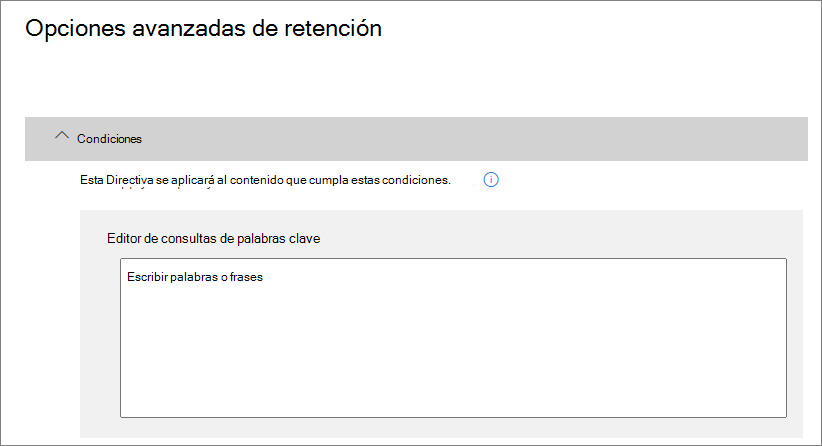 Opciones avanzadas de retención
Condiciones
Esta Directiva se aplicará al contenido que cumpla estas condiciones.
Editor de consultas de palabras clave
Escribir palabras o frases